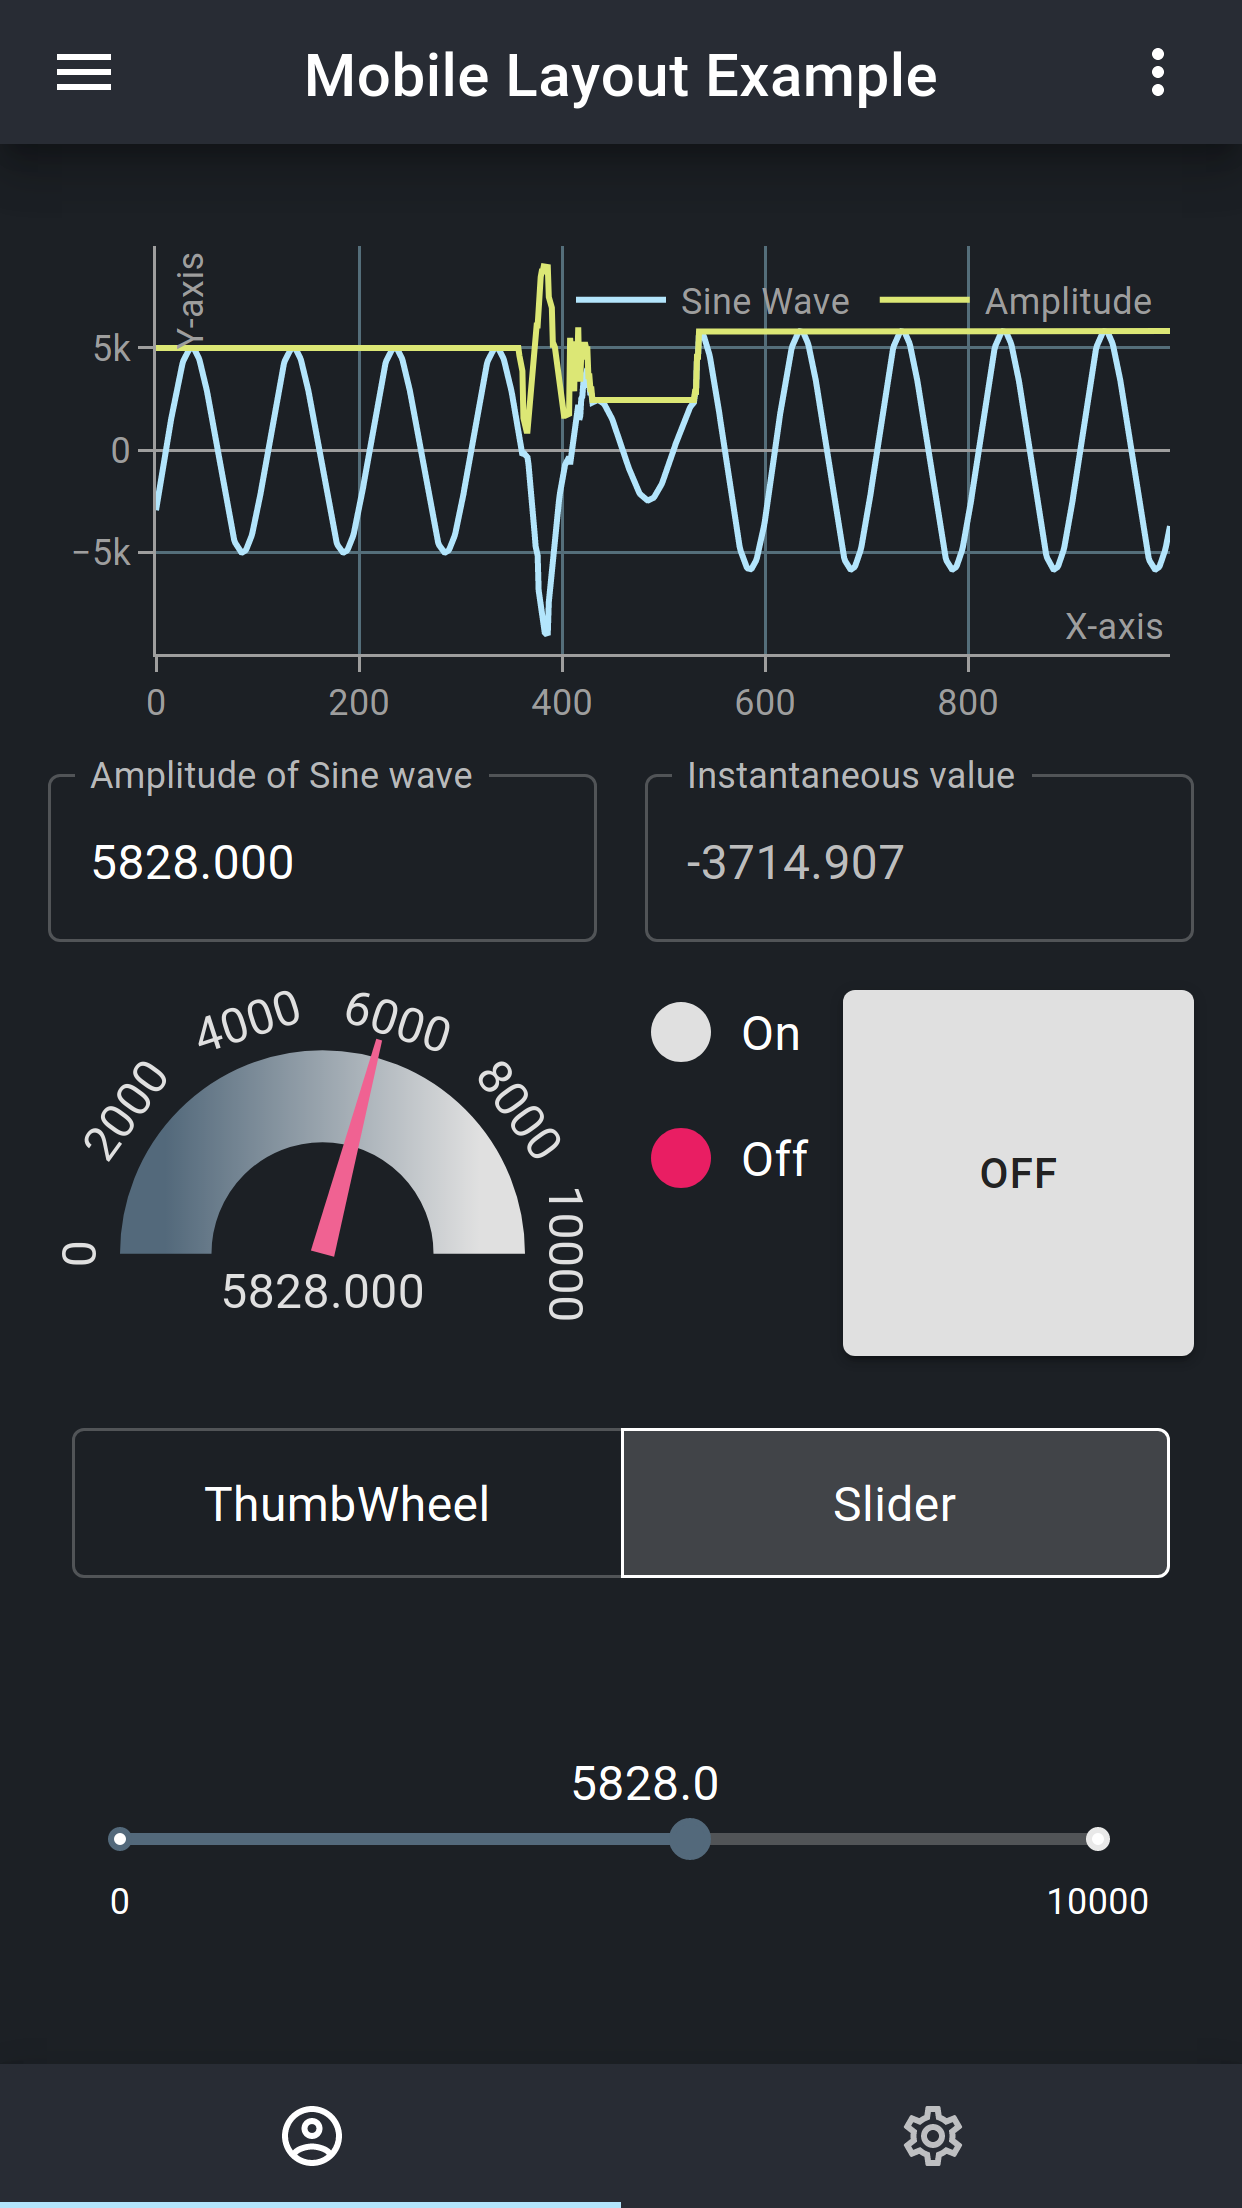 Mobile Layout Example
Y-axis
Sine Wave Amplitude
5k
0
−5k
X-axis
0 200 400 600 800
Amplitude of Sine wave
5828.000
Instantaneous value
-3714.907
0 2000 4000 6000 8000 10000
5828.000
On
Off
OFF
ThumbWheel Slider
5828.0
0 10000